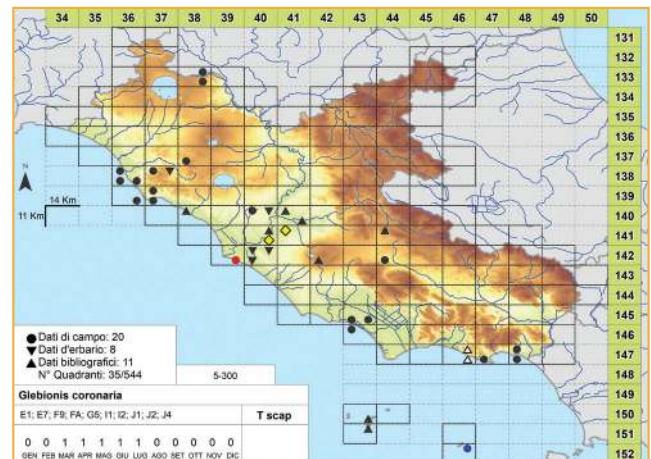 34 35 36 37 38 39 40 41 42 43 44 45 46 47 48 49 50
131
132
133
134
135
136
137
138
139
140
141
142
143
144
145
146
147
148
149
150
151
152
N
14 Km
11 Km
Dati di campo: 20
Dati d'erbario: 8
Dati bibliografici: 11
N° Quadranti: 35/544
5-300
Glebionis coronaria
E1; E7; F9; FA; G5; I1; I2; J1; J2; J4
T scap
0 0 1 1 1 1 1 0 0 0 0 0
GEN FEB MAR APR MAG GIU LUG AGO SET OTT NOV DIC